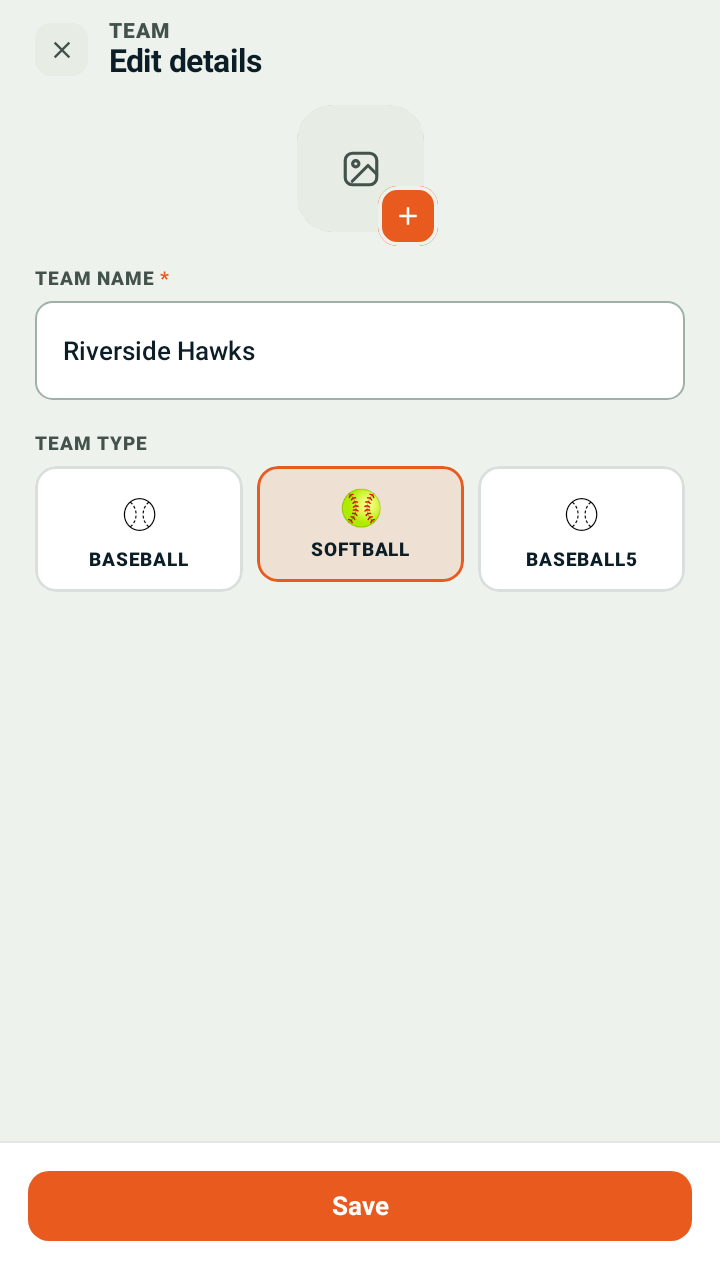 TEAM
Edit details
TEAM NAME *
Riverside Hawks
TEAM TYPE
BASEBALL
SOFTBALL
BASEBALL5
Save